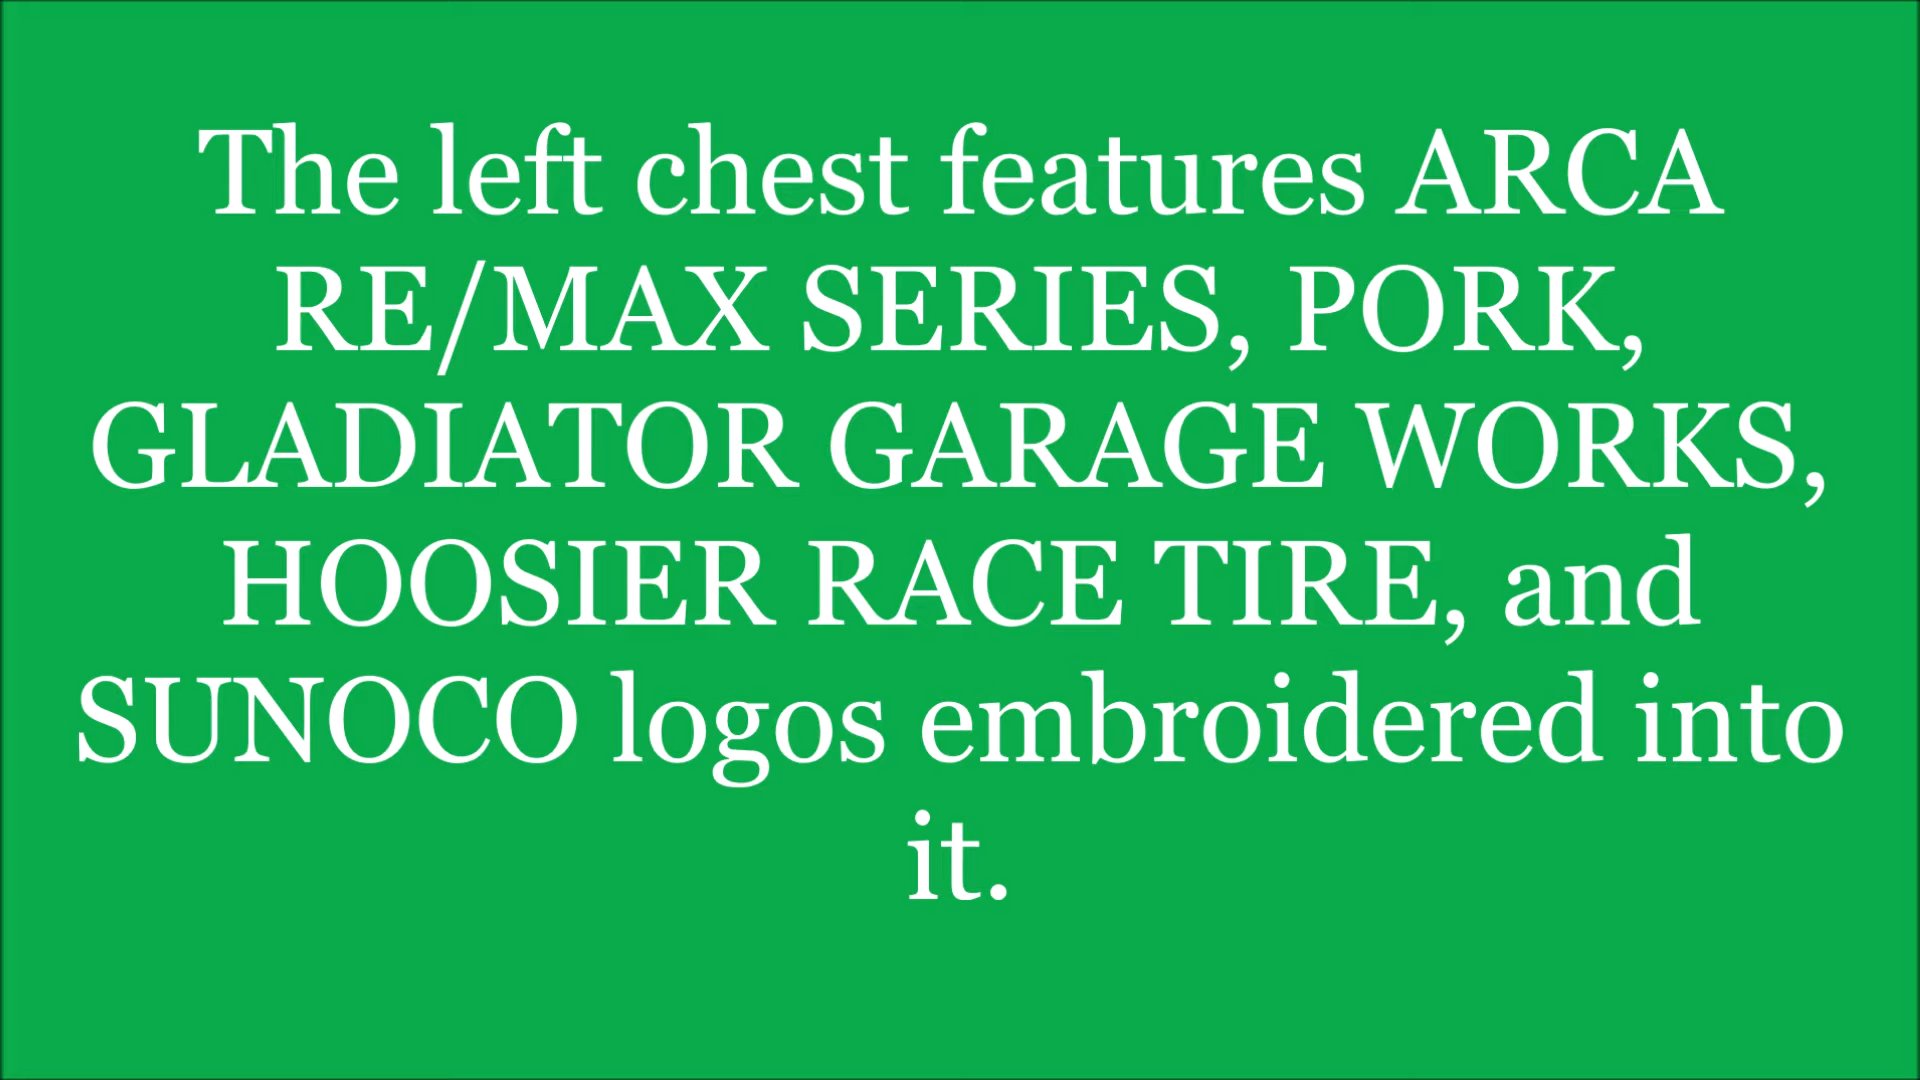 The left chest features ARCA
RE/MAX SERIES, PORK,
GLADIATOR GARAGE WORKS,
HOOSIER RACE TIRE, and
SUNOCO logos embroidered into
it.